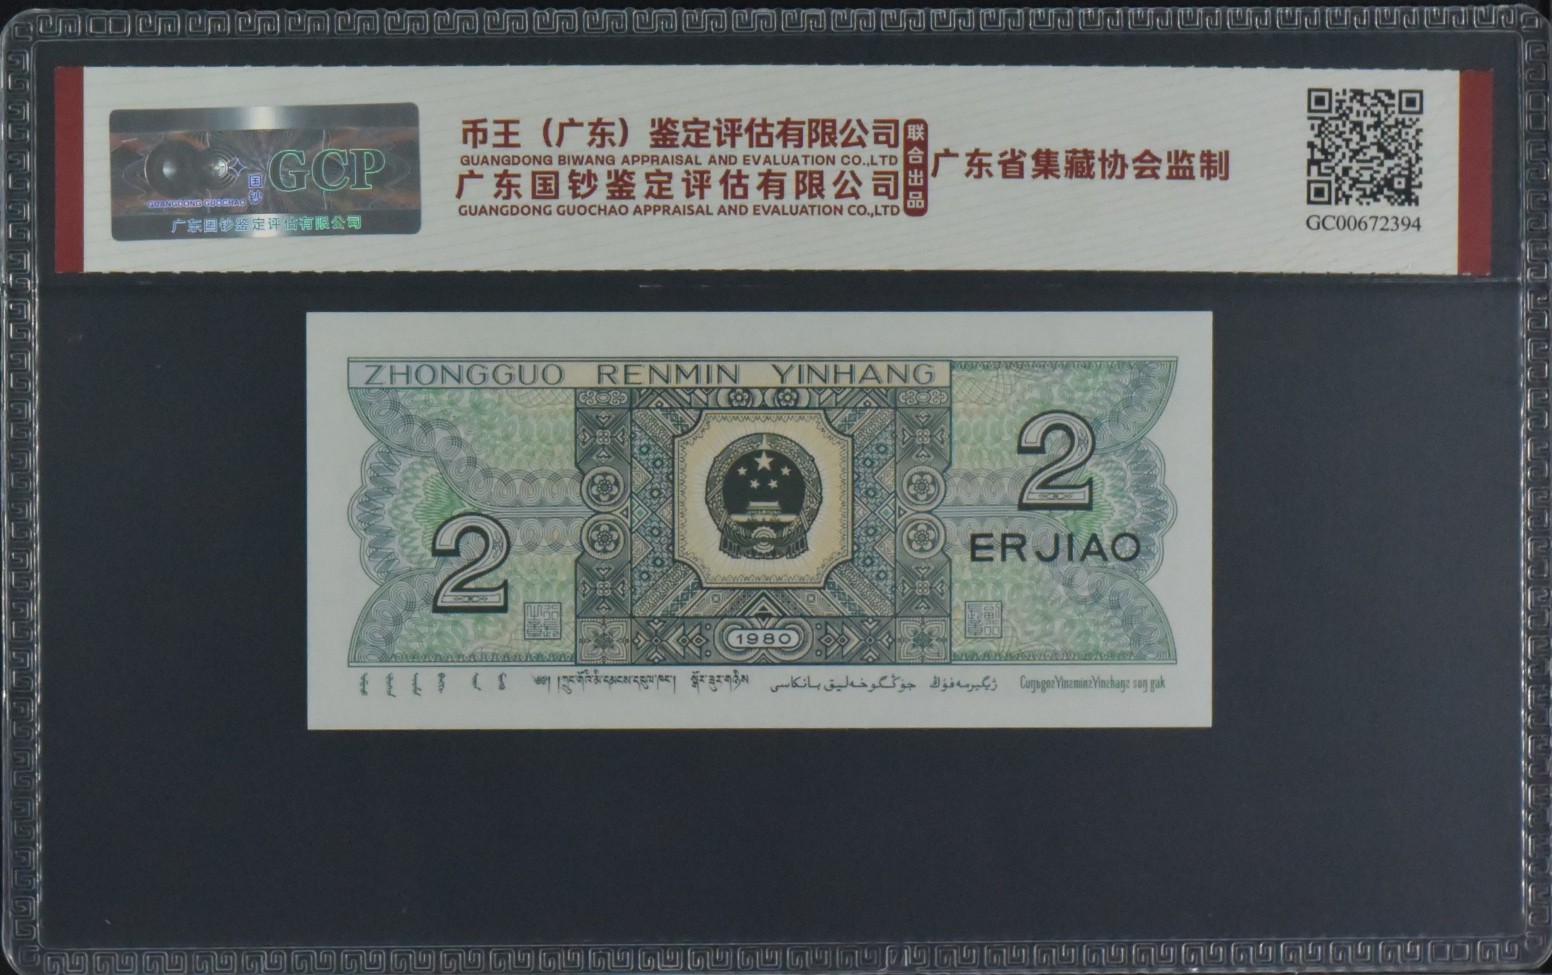 GCP
国钞
GUANGDONG GUOCHAO
广东国钞鉴定评估有限公司
币王（广东）鉴定评估有限公司
GUANGDONG BIWANG APPRAISAL AND EVALUATION CO.,LTD
广东国钞鉴定评估有限公司
GUANGDONG GUOCHAO APPRAISAL AND EVALUATION CO.,LTD
联合出品
广东省集藏协会监制
GC00672394
ZHONGGUO RENMIN YINHANG
2
ERJIAO
2
1980